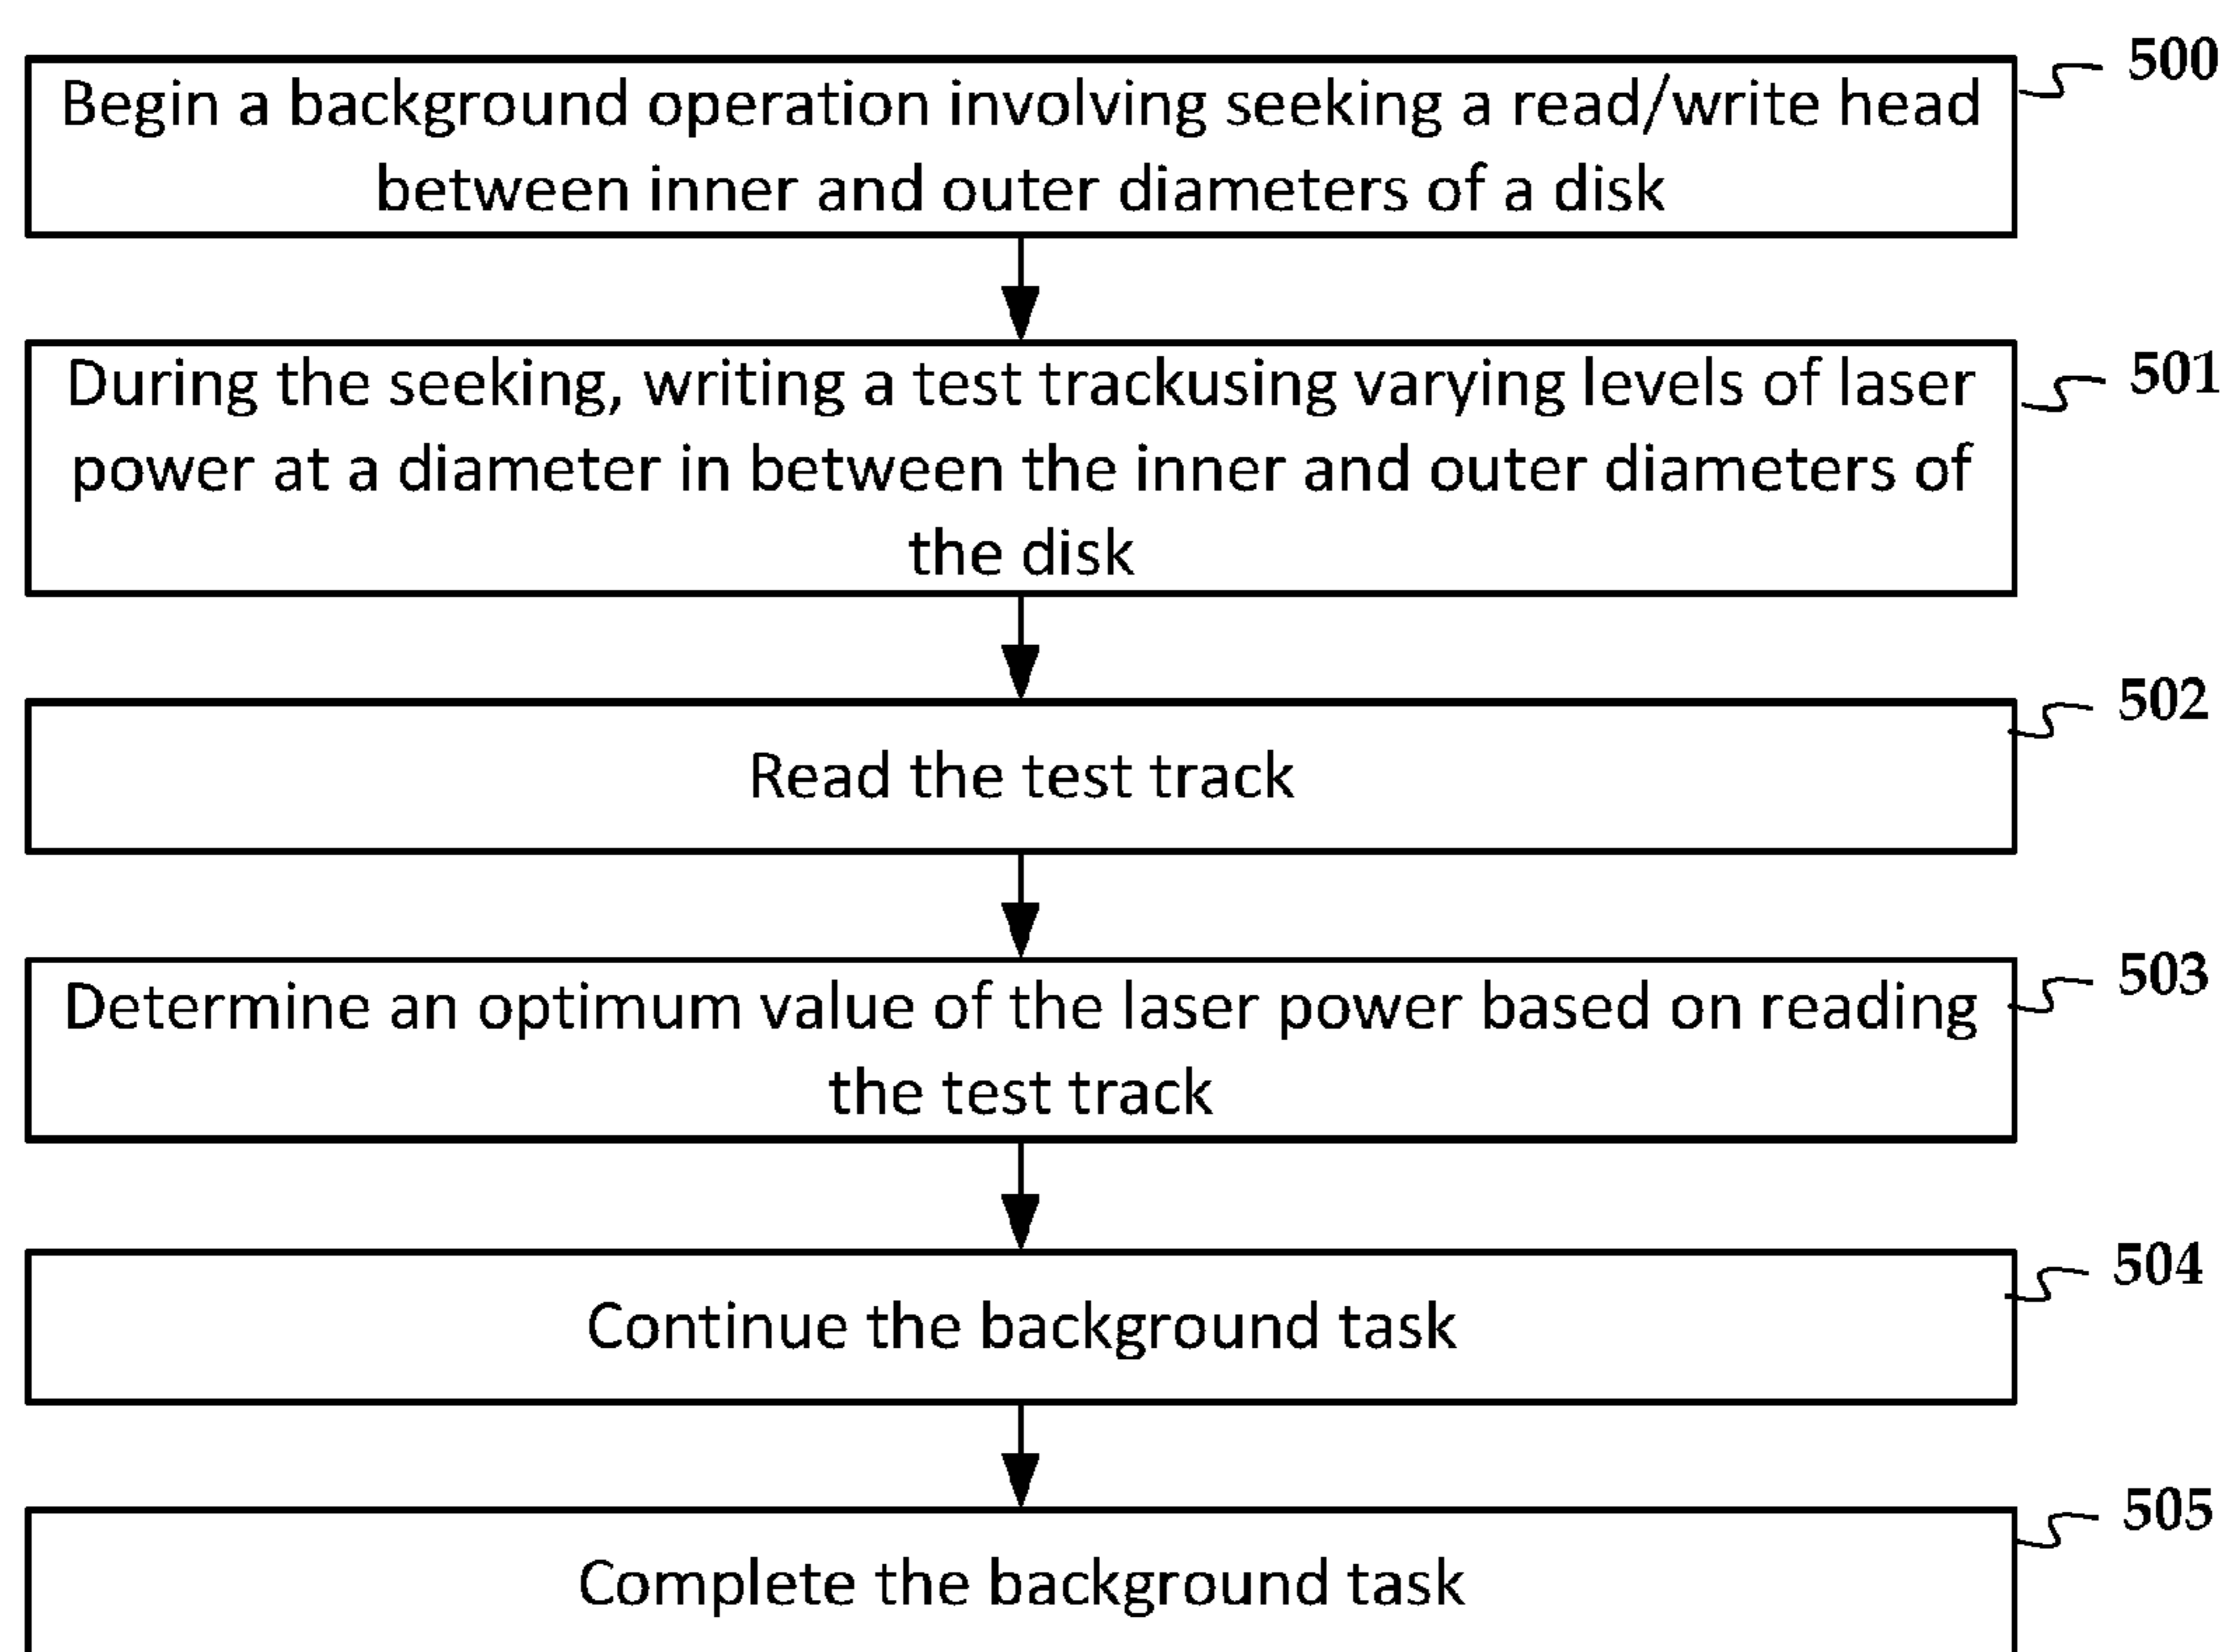 500
Begin a background operation involving seeking a read/write head
between inner and outer diameters of a disk
501
During the seeking, writing a test trackusing varying levels of laser
power at a diameter in between the inner and outer diameters of
the disk
502
Read the test track
503
Determine an optimum value of the laser power based on reading
the test track
504
Continue the background task
505
Complete the background task